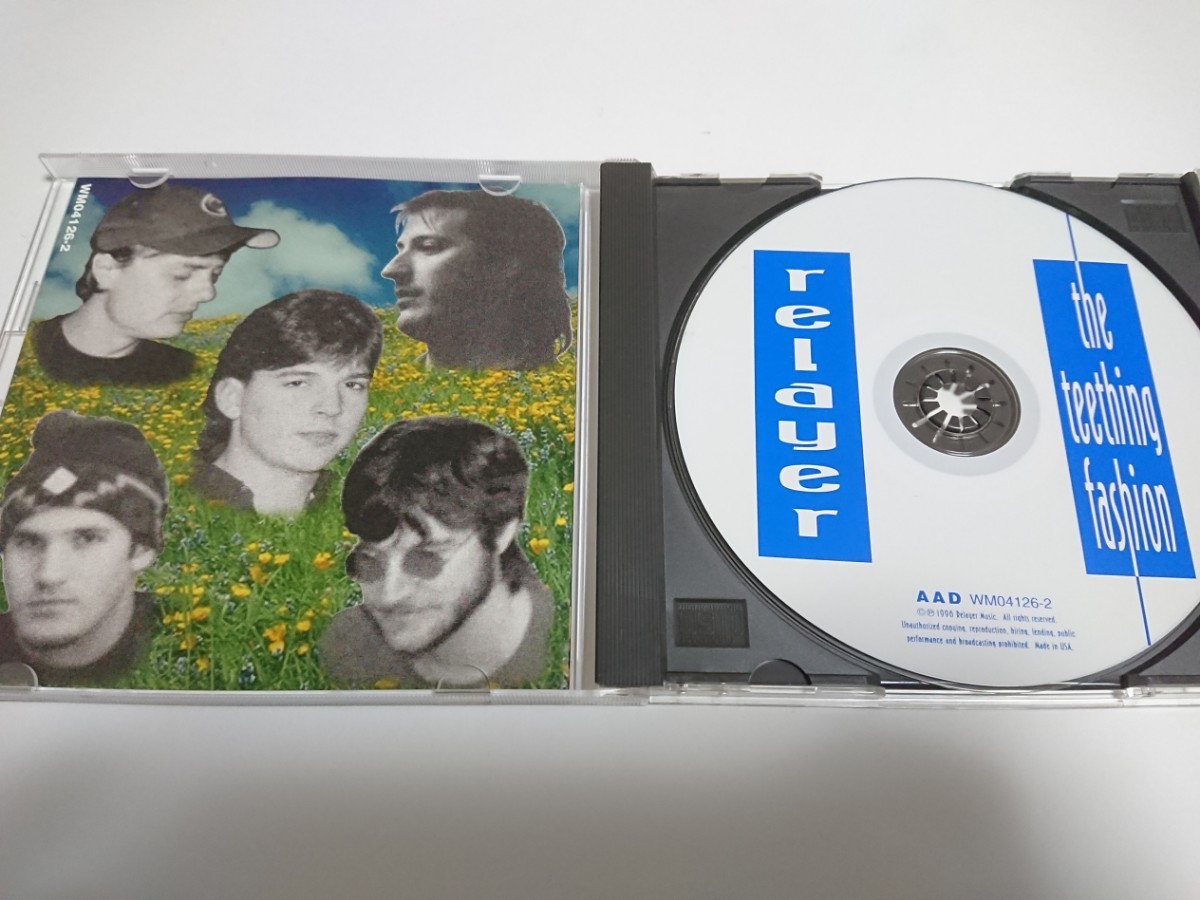 WM04126-2
relayer
the
teething
fashion
AAD WM04126-2
©℗ 1996 Delayer Music. All rights reserved
Unauthorized copying, reproduction, hiring, lending, public
performance and broadcasting prohibited. Made in USA.